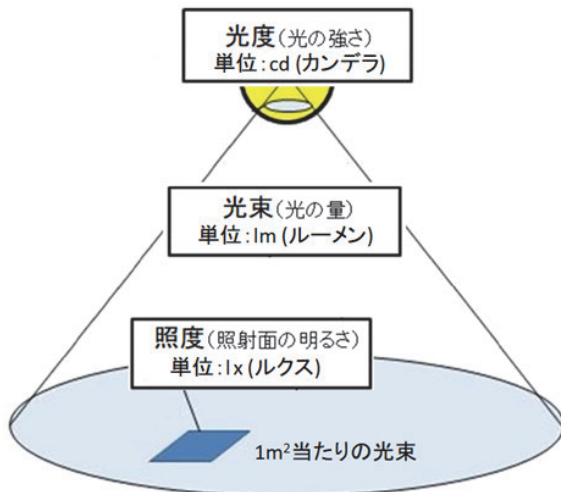 光度(光の強さ)
単位:cd(カンデラ)
光束(光の量)
単位:lm(ルーメン)
照度(照射面の明るさ)
単位:lx(ルクス)
1m²当たりの光束